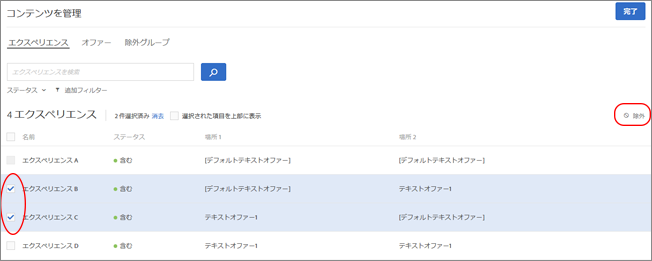 コンテンツを管理 完了
エクスペリエンス オファー 除外グループ
エクスペリエンスを検索
ステータス 追加フィルター
4 エクスペリエンス 2 件選択済み 消去 選択された項目を上部に表示 除外
名前 ステータス 場所 1 場所 2
エクスペリエンス A 含む [デフォルトテキストオファー] [デフォルトテキストオファー]
エクスペリエンス B 含む [デフォルトテキストオファー] テキストオファー1
エクスペリエンス C 含む テキストオファー1 [デフォルトテキストオファー]
エクスペリエンス D 含む テキストオファー1 テキストオファー1